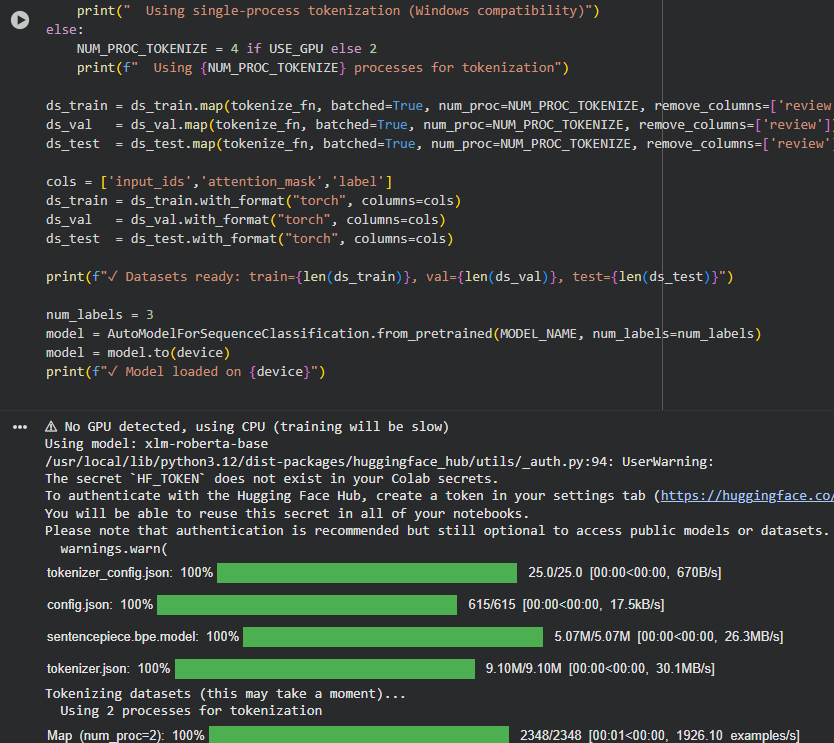 print("  Using single-process tokenization (Windows compatibility)")
else:
NUM_PROC_TOKENIZE = 4 if USE_GPU else 2
print(f"  Using {NUM_PROC_TOKENIZE} processes for tokenization")
ds_train = ds_train.map(tokenize_fn, batched=True, num_proc=NUM_PROC_TOKENIZE, remove_columns=['review
ds_val   = ds_val.map(tokenize_fn, batched=True, num_proc=NUM_PROC_TOKENIZE, remove_columns=['review']
ds_test  = ds_test.map(tokenize_fn, batched=True, num_proc=NUM_PROC_TOKENIZE, remove_columns=['review'
cols = ['input_ids','attention_mask','label']
ds_train = ds_train.with_format("torch", columns=cols)
ds_val   = ds_val.with_format("torch", columns=cols)
ds_test  = ds_test.with_format("torch", columns=cols)
print(f"✓ Datasets ready: train={len(ds_train)}, val={len(ds_val)}, test={len(ds_test)}")
num_labels = 3
model = AutoModelForSequenceClassification.from_pretrained(MODEL_NAME, num_labels=num_labels)
model = model.to(device)
print(f"✓ Model loaded on {device}")
⚠ No GPU detected, using CPU (training will be slow)
Using model: xlm-roberta-base
/usr/local/lib/python3.12/dist-packages/huggingface_hub/utils/_auth.py:94: UserWarning:
The secret `HF_TOKEN` does not exist in your Colab secrets.
To authenticate with the Hugging Face Hub, create a token in your settings tab (https://huggingface.co/
You will be able to reuse this secret in all of your notebooks.
Please note that authentication is recommended but still optional to access public models or datasets.
warnings.warn(
tokenizer_config.json: 100% 25.0/25.0 [00:00<00:00, 670B/s]
config.json: 100% 615/615 [00:00<00:00, 17.5kB/s]
sentencepiece.bpe.model: 100% 5.07M/5.07M [00:00<00:00, 26.3MB/s]
tokenizer.json: 100% 9.10M/9.10M [00:00<00:00, 30.1MB/s]
Tokenizing datasets (this may take a moment)...
Using 2 processes for tokenization
Map (num_proc=2): 100% 2348/2348 [00:01<00:00, 1926.10 examples/s]